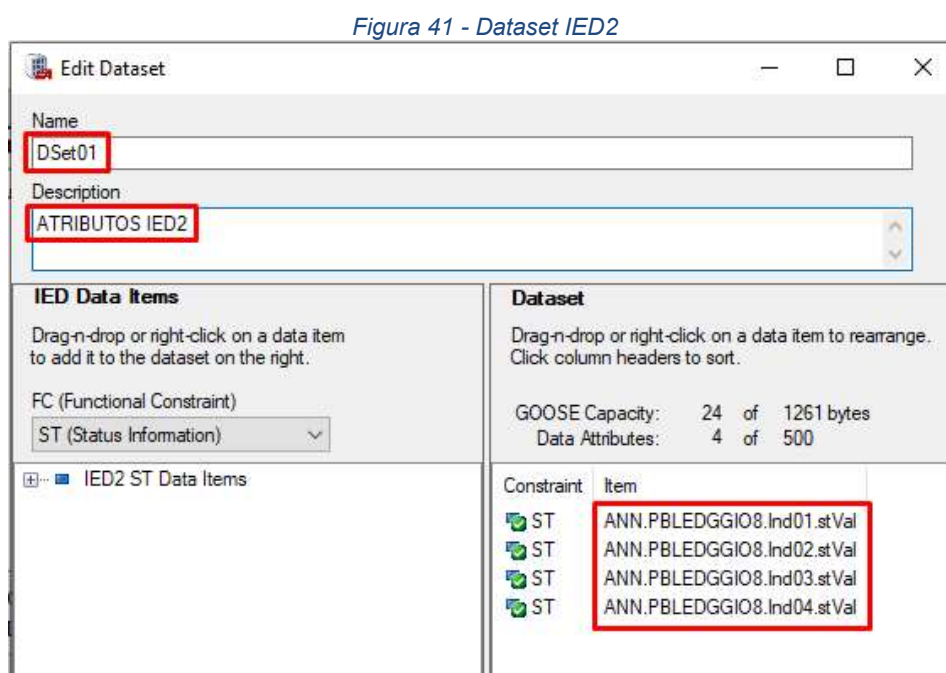 Figura 41 - Dataset IED2
Edit Dataset
Name
DSet01
Description
ATRIBUTOS IED2
IED Data Items
Drag-n-drop or right-click on a data item
to add it to the dataset on the right.
FC (Functional Constraint)
ST (Status Information)
IED2 ST Data Items
Dataset
Drag-n-drop or right-click on a data item to rearrange.
Click column headers to sort.
GOOSE Capacity: 24 of 1261 bytes
Data Attributes: 4 of 500
Constraint Item
ST ANN.PBLEDGGIO8.Ind01.stVal
ST ANN.PBLEDGGIO8.Ind02.stVal
ST ANN.PBLEDGGIO8.Ind03.stVal
ST ANN.PBLEDGGIO8.Ind04.stVal